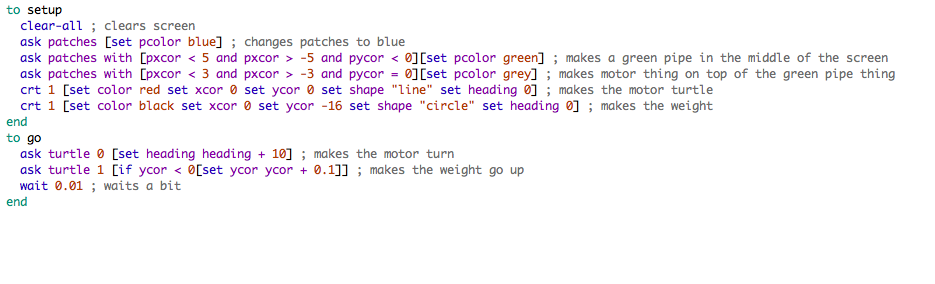 to setup
  clear-all ; clears screen
  ask patches [set pcolor blue] ; changes patches to blue
  ask patches with [pxcor < 5 and pxcor > -5 and pycor < 0][set pcolor green] ; makes a green pipe in the middle of the screen
  ask patches with [pxcor < 3 and pxcor > -3 and pycor = 0][set pcolor grey] ; makes motor thing on top of the green pipe thing
  crt 1 [set color red set xcor 0 set ycor 0 set shape "line" set heading 0] ; makes the motor turtle
  crt 1 [set color black set xcor 0 set ycor -16 set shape "circle" set heading 0] ; makes the weight
end
to go
  ask turtle 0 [set heading heading + 10] ; makes the motor turn
  ask turtle 1 [if ycor < 0[set ycor ycor + 0.1]] ; makes the weight go up
  wait 0.01 ; waits a bit
end